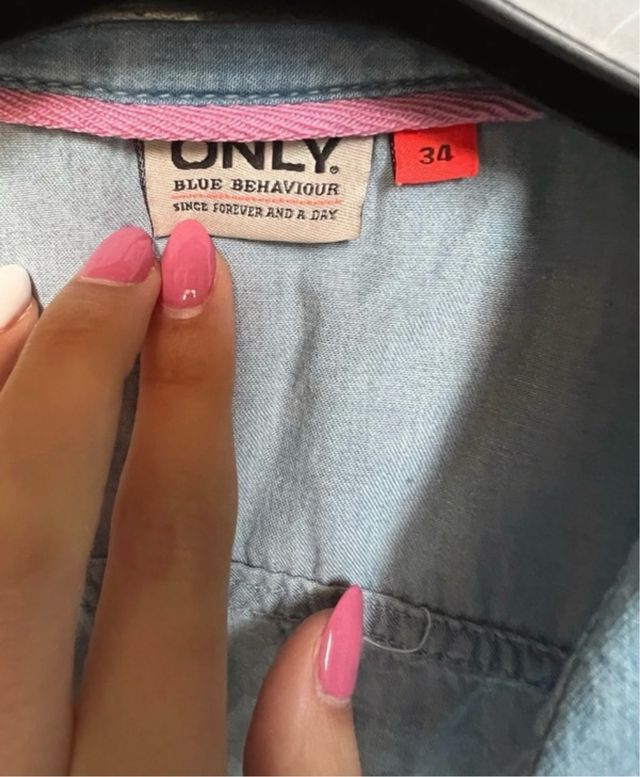 ONLY.
34
BLUE BEHAVIOUR
SINCE FOREVER AND A DAY